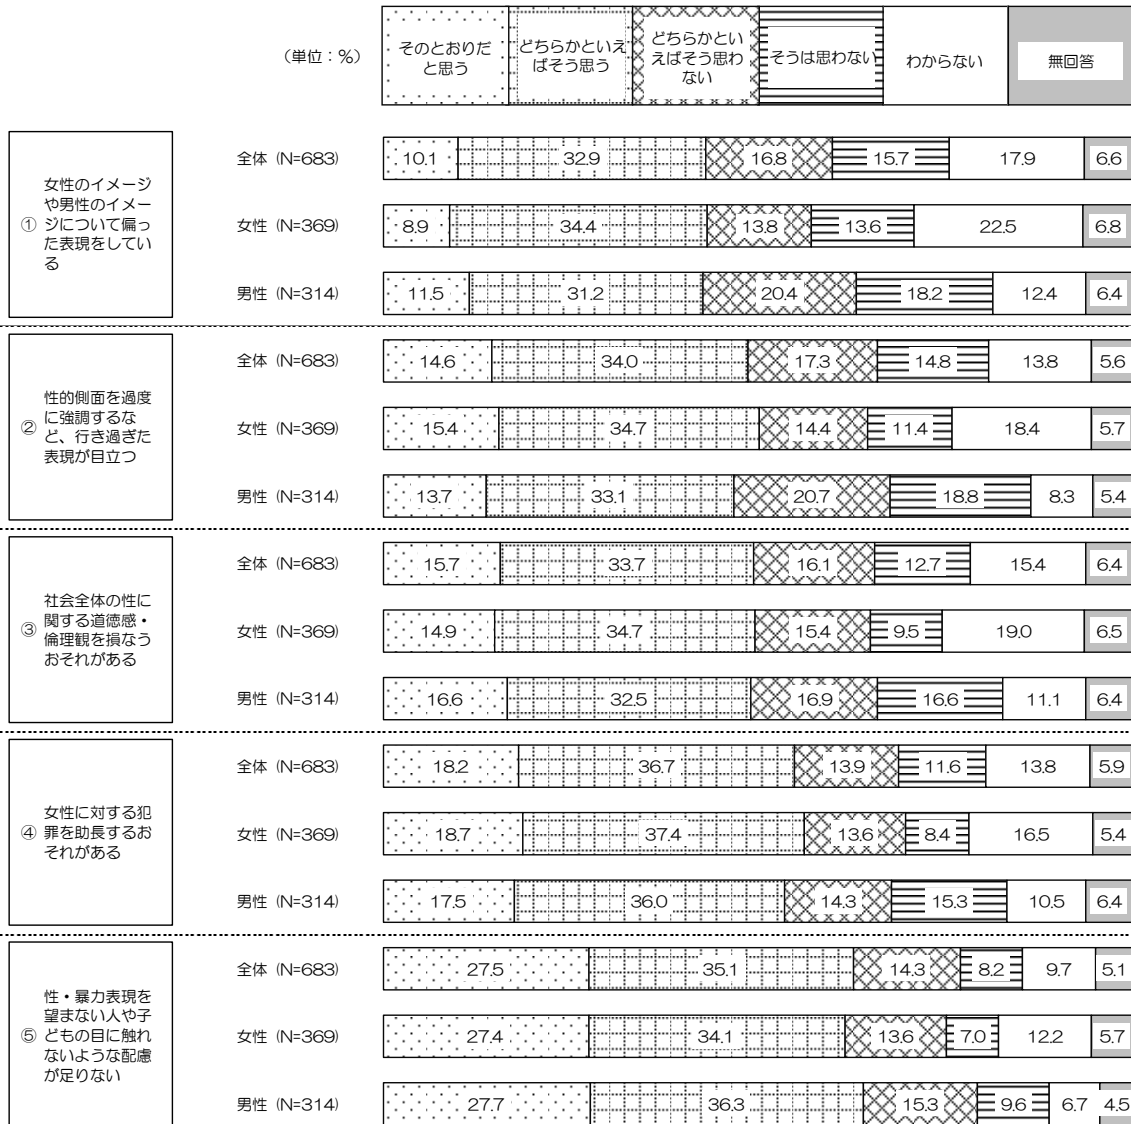 （単位：%）
そのとおりだ
と思う
どちらかといえ
ばそう思う
どちらかとい
えばそう思わ
ない
そうは思わない
わからない
無回答
①
女性のイメージ
や男性のイメー
ジについて偏っ
た表現をしてい
る
全体 (N=683)
10.1 32.9 16.8 15.7 17.9 6.6
女性 (N=369)
8.9 34.4 13.8 13.6 22.5 6.8
男性 (N=314)
11.5 31.2 20.4 18.2 12.4 6.4
②
性的側面を過度
に強調するな
ど、行き過ぎた
表現が目立つ
全体 (N=683)
14.6 34.0 17.3 14.8 13.8 5.6
女性 (N=369)
15.4 34.7 14.4 11.4 18.4 5.7
男性 (N=314)
13.7 33.1 20.7 18.8 8.3 5.4
③
社会全体の性に
関する道徳感・
倫理観を損なう
おそれがある
全体 (N=683)
15.7 33.7 16.1 12.7 15.4 6.4
女性 (N=369)
14.9 34.7 15.4 9.5 19.0 6.5
男性 (N=314)
16.6 32.5 16.9 16.6 11.1 6.4
④
女性に対する犯
罪を助長するお
それがある
全体 (N=683)
18.2 36.7 13.9 11.6 13.8 5.9
女性 (N=369)
18.7 37.4 13.6 8.4 16.5 5.4
男性 (N=314)
17.5 36.0 14.3 15.3 10.5 6.4
⑤
性・暴力表現を
望まない人や子
どもの目に触れ
ないような配慮
が足りない
全体 (N=683)
27.5 35.1 14.3 8.2 9.7 5.1
女性 (N=369)
27.4 34.1 13.6 7.0 12.2 5.7
男性 (N=314)
27.7 36.3 15.3 9.6 6.7 4.5